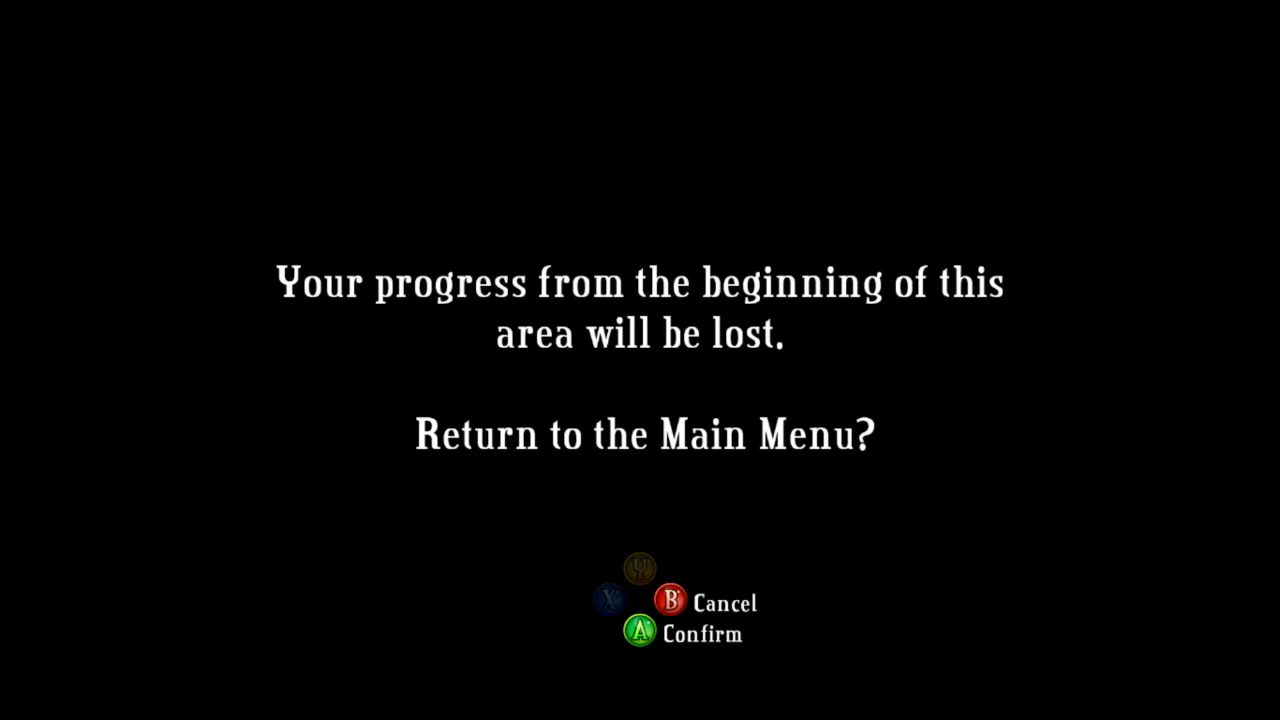 Your progress from the beginning of this
area will be lost.
Return to the Main Menu?
Y
X B Cancel
A Confirm